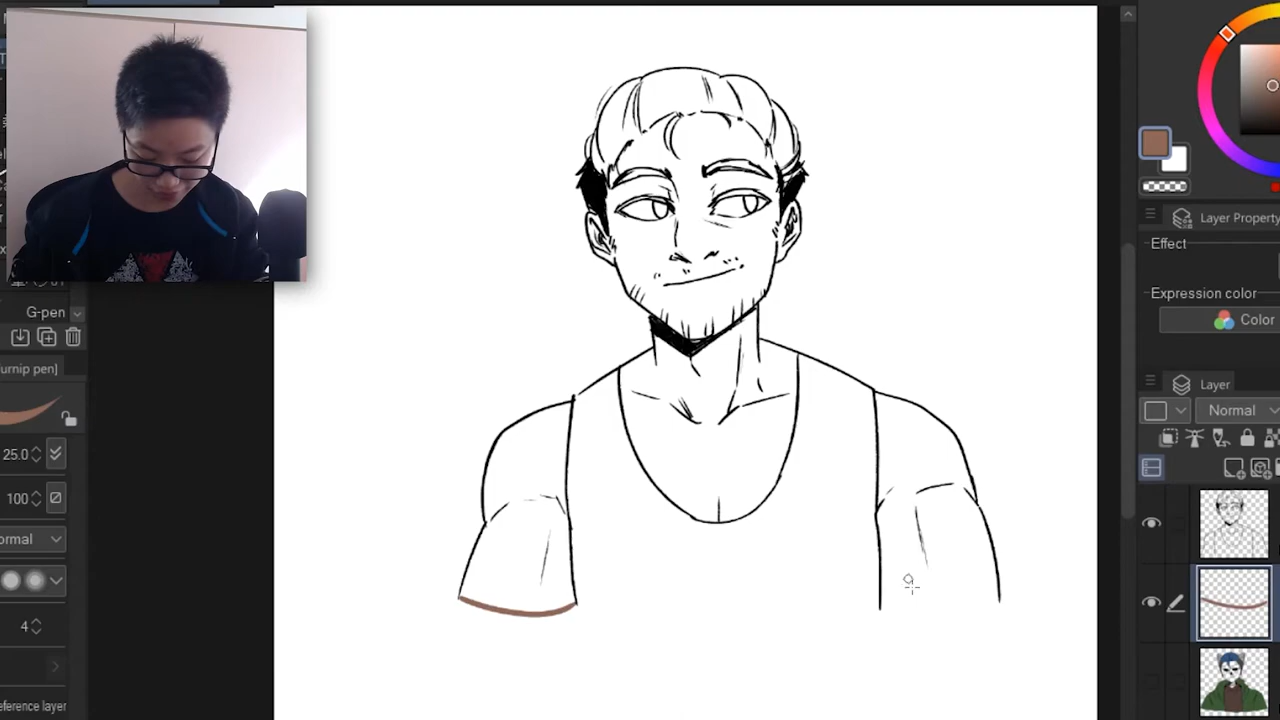 G-pen
urnip pen]
25.0
100
ormal
4
eference layer
Layer Property
Effect
Expression color
Color
Layer
Normal